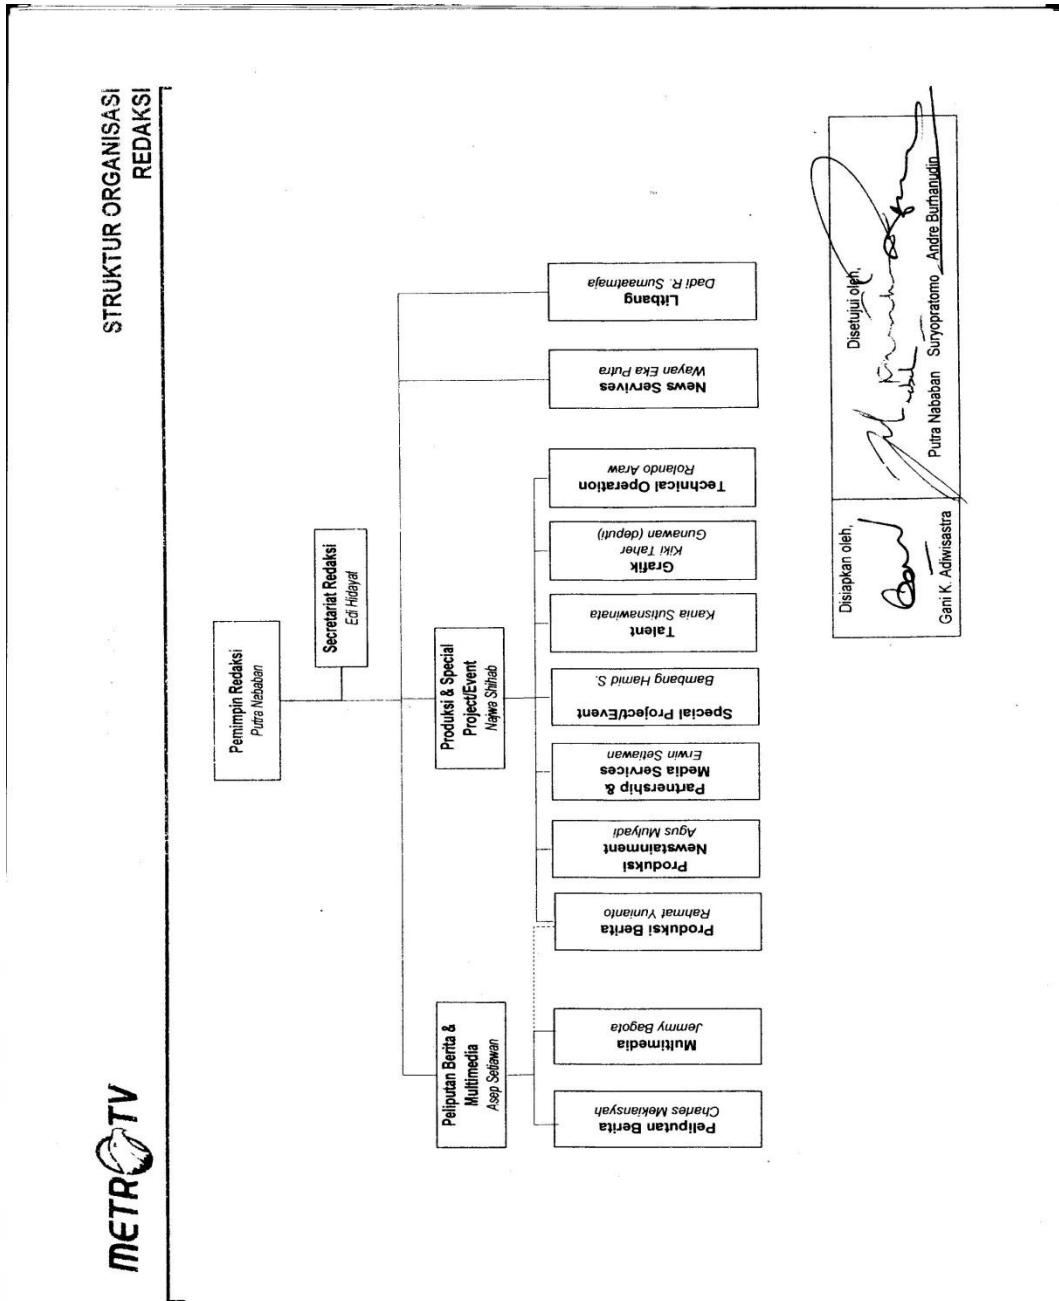 METRO TV
STRUKTUR ORGANISASI
REDAKSI
Pemimpin Redaksi
Putra Nababan
Secretariat Redaksi
Edi Hidayat
Peliputan Berita &
Multimedia
Asep Setiawan
Produksi & Special
Project/Event
Najwa Shihab
Peliputan Berita
Charles Mekiansyah
Multimedia
Jemmy Bagota
Produksi Berita
Rahmat Yunianto
Produksi
Newstainment
Agus Mulyadi
Partnership &
Media Services
Erwin Setiawan
Special Project/Event
Bambang Hamid S.
Talent
Kania Sutisnawinata
Grafik
Kiki Taher
Gunawan (deputi)
Technical Operation
Rolando Araw
News Servives
Wayan Eka Putra
Litbang
Dadi R. Sumaatmaja
Disiapkan oleh,
Gani K. Adiwisastra
Disetujui oleh,
Putra Nababan Suryopratomo Andre Burhanudin